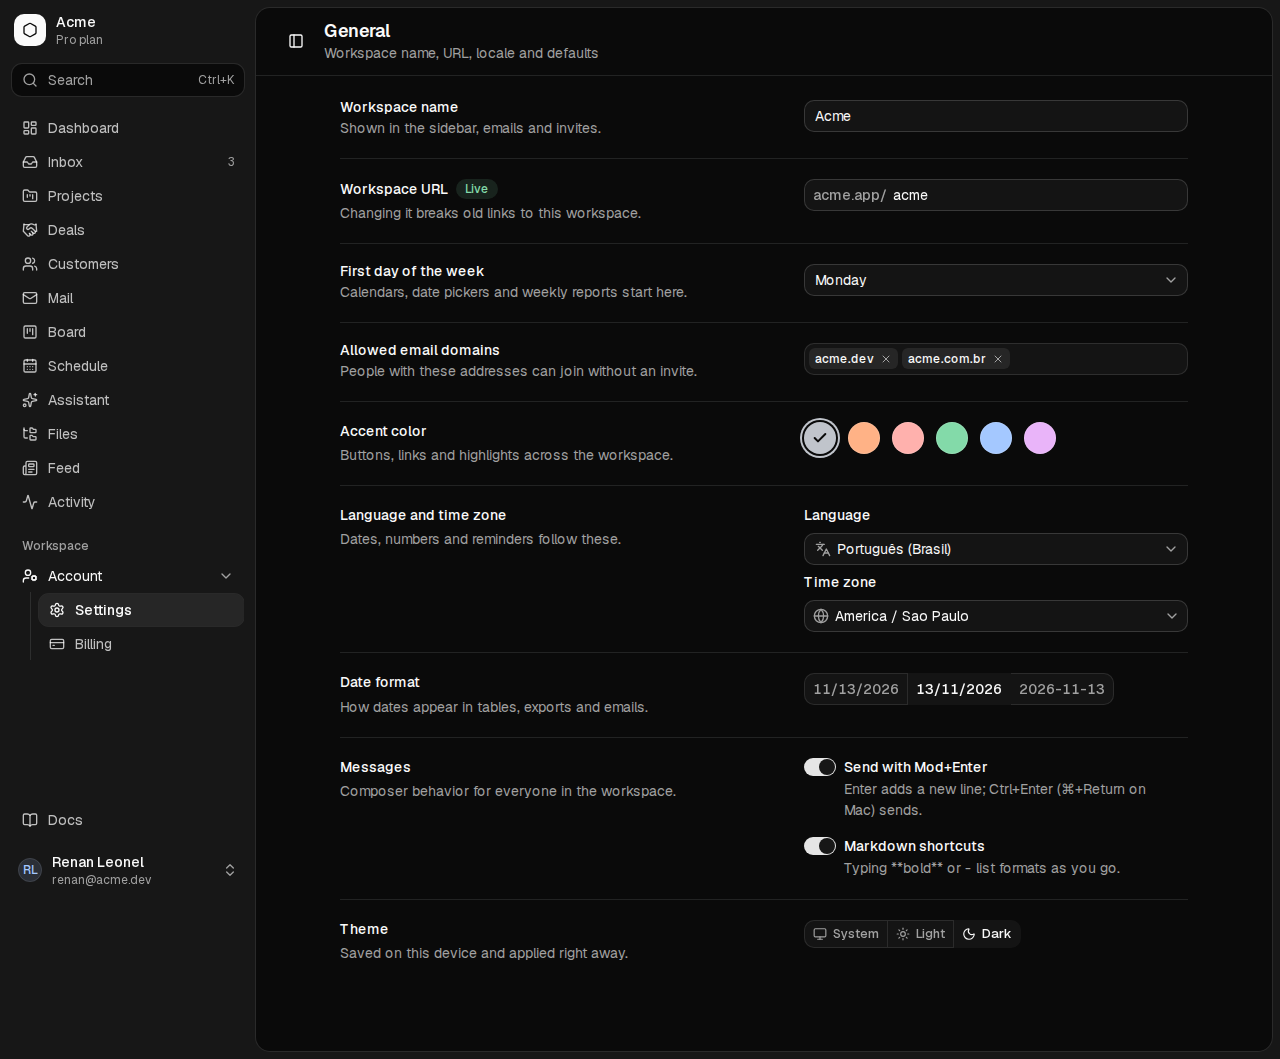 Acme
Pro plan
Search Ctrl+K
Dashboard
Inbox 3
Projects
Deals
Customers
Mail
Board
Schedule
Assistant
Files
Feed
Activity
Workspace
Account
Settings
Billing
Docs
RL
Renan Leonel
renan@acme.dev
General
Workspace name, URL, locale and defaults
Workspace name
Shown in the sidebar, emails and invites.
Acme
Workspace URL Live
Changing it breaks old links to this workspace.
acme.app/ acme
First day of the week
Calendars, date pickers and weekly reports start here.
Monday
Allowed email domains
People with these addresses can join without an invite.
acme.dev acme.com.br
Accent color
Buttons, links and highlights across the workspace.
Language and time zone
Dates, numbers and reminders follow these.
Language
Português (Brasil)
Time zone
America / Sao Paulo
Date format
How dates appear in tables, exports and emails.
11/13/2026 13/11/2026 2026-11-13
Messages
Composer behavior for everyone in the workspace.
Send with Mod+Enter
Enter adds a new line; Ctrl+Enter (⌘+Return on
Mac) sends.
Markdown shortcuts
Typing **bold** or - list formats as you go.
Theme
Saved on this device and applied right away.
System Light Dark